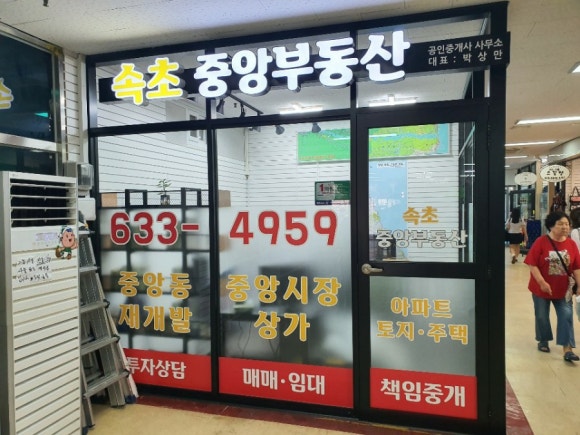 속초 중앙부동산
공인중개사 사무소
대표 : 박상만
633-4959
속초
중앙부동산
중앙동
재개발
중앙시장
상가
아파트
토지·주택
투자상담
매매·임대
책임중개